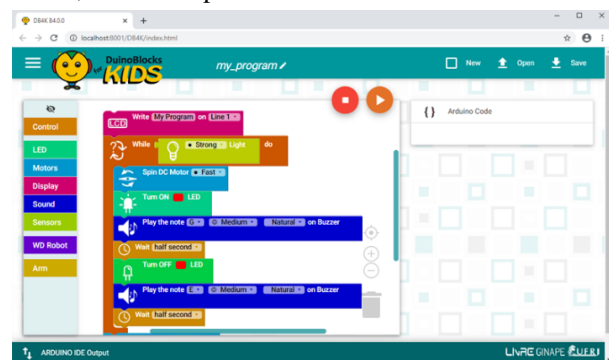 DB4K B4.0.0
localhost:8001/DB4K/index.html
DuinoBlocks
for KIDS
my_program
New
Open
Save
Control
LED
Motors
Display
Sound
Sensors
WD Robot
Arm
LCD Write My Program on Line 1
While Strong Light do
Spin DC Motor Fast
Turn ON LED
Play the note G Medium Natural on Buzzer
Wait half second
Turn OFF LED
Play the note E Medium Natural on Buzzer
Wait half second
{ } Arduino Code
ARDUINO IDE Output
LIVRE GINAPE UFRJ